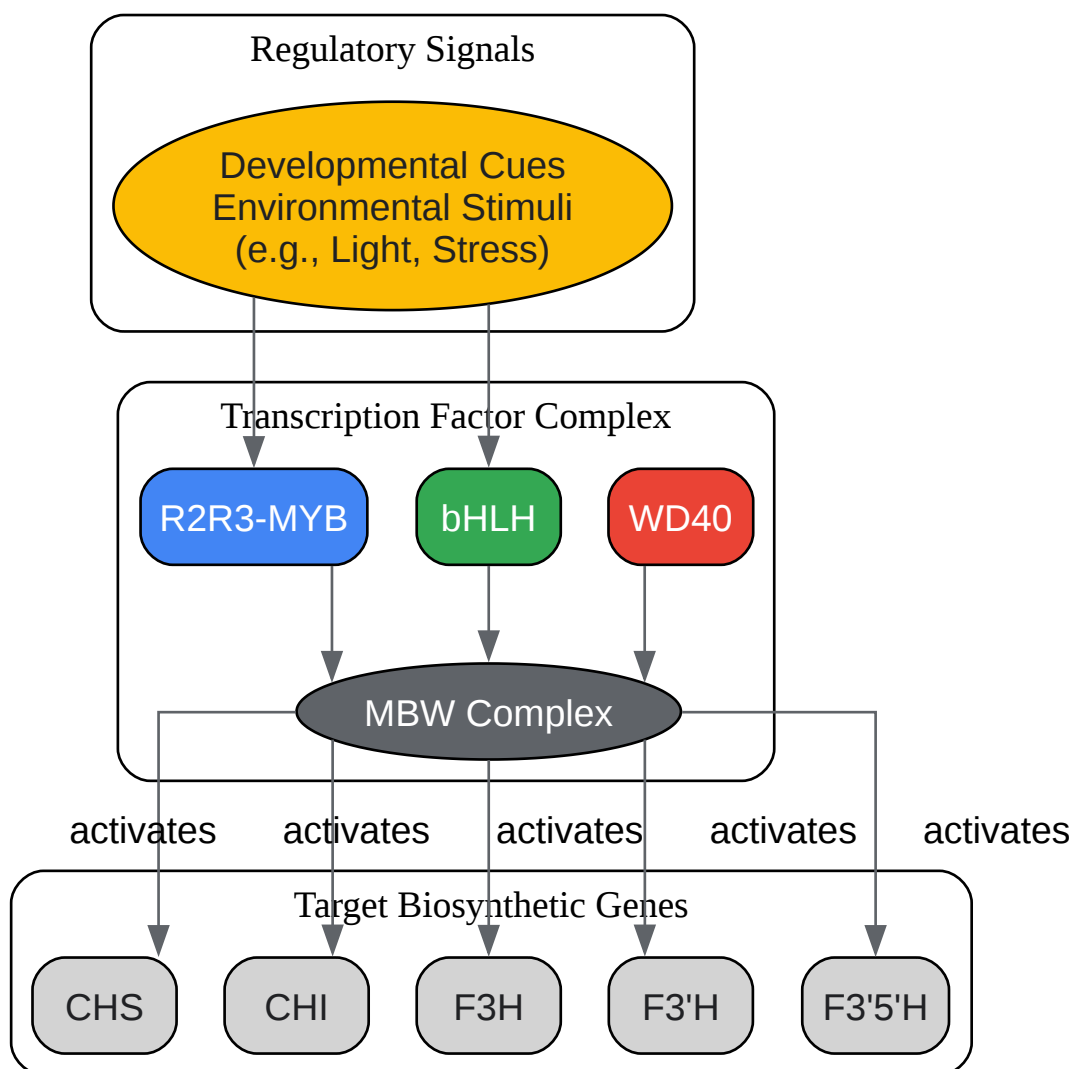 Regulatory Signals
Developmental Cues
Environmental Stimuli
(e.g., Light, Stress)
Transcription Factor Complex
R2R3-MYB
bHLH
WD40
MBW Complex
activates
activates
activates
activates
activates
Target Biosynthetic Genes
CHS
CHI
F3H
F3'H
F3'5'H